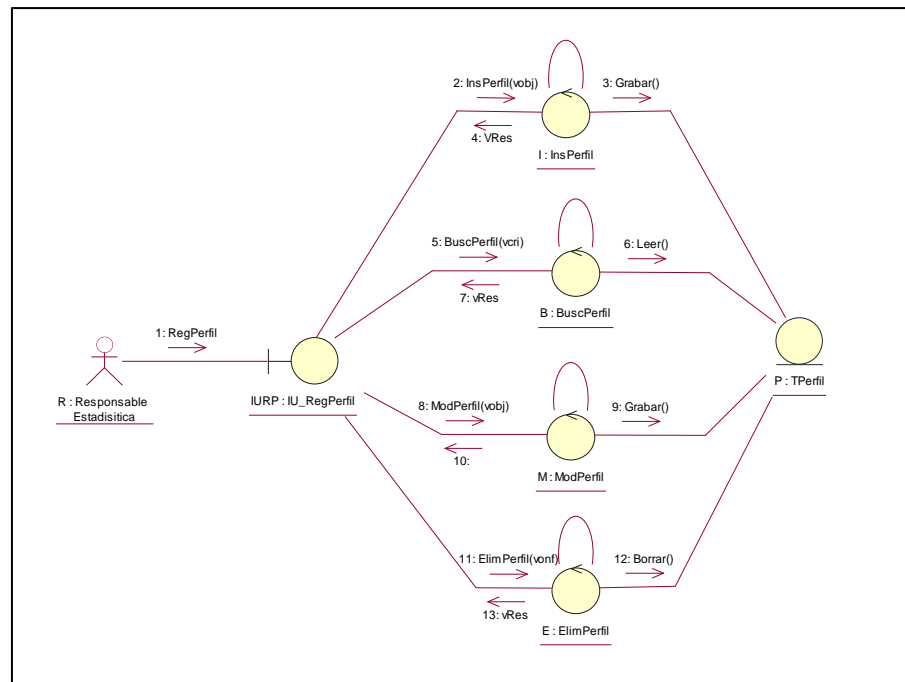 2: InsPerfil(vobj)
3: Grabar()
4: VRes
I : InsPerfil
5: BuscPerfil(vcri)
6: Leer()
7: vRes
B : BuscPerfil
1: RegPerfil
R : Responsable
Estadisitica
IURP : IU_RegPerfil
P : TPerfil
8: ModPerfil(vobj)
9: Grabar()
10:
M : ModPerfil
11: ElimPerfil(vonf)
12: Borrar()
13: vRes
E : ElimPerfil